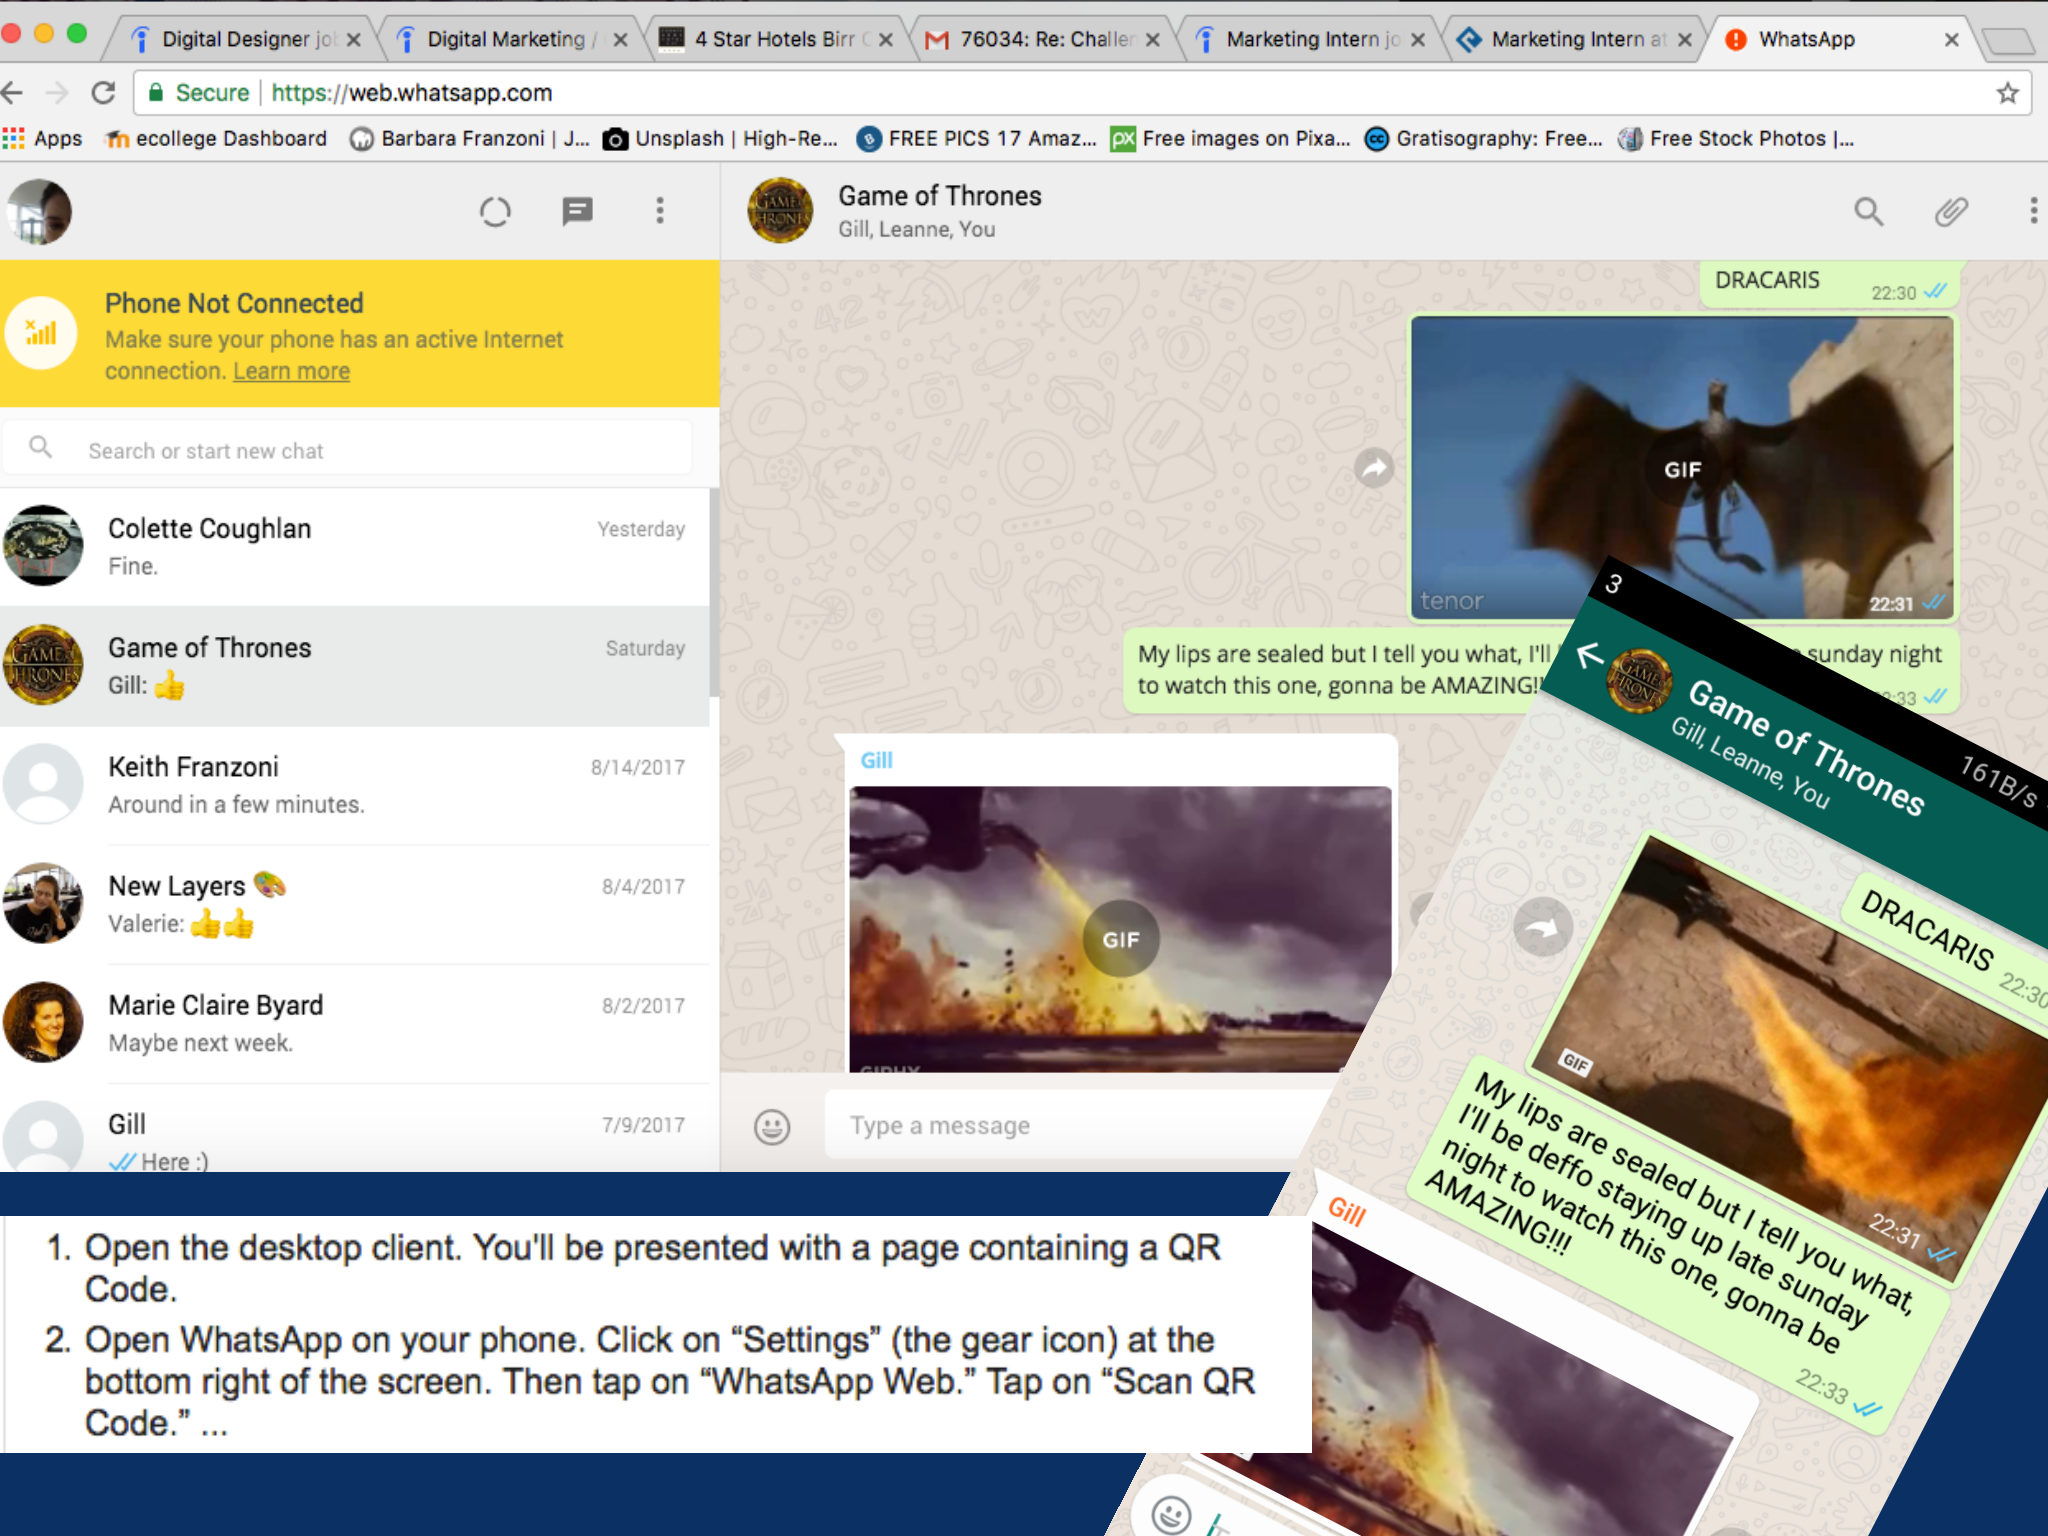 Digital Designer jo
Digital Marketing /
4 Star Hotels Birr
76034: Re: Challen
Marketing Intern jo
Marketing Intern at
WhatsApp
Secure
https://web.whatsapp.com
Apps
ecollege Dashboard
Barbara Franzoni | J...
Unsplash | High-Re...
FREE PICS 17 Amaz...
px
Free images on Pixa...
cc
Gratisography: Free...
Free Stock Photos |...
Phone Not Connected
Make sure your phone has an active Internet
connection. Learn more
Search or start new chat
Colette Coughlan
Yesterday
Fine.
GAME
THRONES
Game of Thrones
Saturday
Gill: 👍
Keith Franzoni
8/14/2017
Around in a few minutes.
New Layers 🎨
8/4/2017
Valerie: 👍👍
Marie Claire Byard
8/2/2017
Maybe next week.
Gill
7/9/2017
Here :)
Game of Thrones
Gill, Leanne, You
DRACARIS
22:30
GIF
tenor
22:31
My lips are sealed but I tell you what, I'll
sunday night
to watch this one, gonna be AMAZING!!
:33
Gill
GIF
GIPHY
Type a message
3
161B/s
GAME
THRONES
Game of Thrones
Gill, Leanne, You
DRACARIS
22:30
GIF
22:31
My lips are sealed but I tell you what,
I'll be deffo staying up late sunday
night to watch this one, gonna be
AMAZING!!!
22:33
Gill
1. Open the desktop client. You'll be presented with a page containing a QR
Code.
2. Open WhatsApp on your phone. Click on “Settings” (the gear icon) at the
bottom right of the screen. Then tap on “WhatsApp Web.” Tap on “Scan QR
Code.” ...